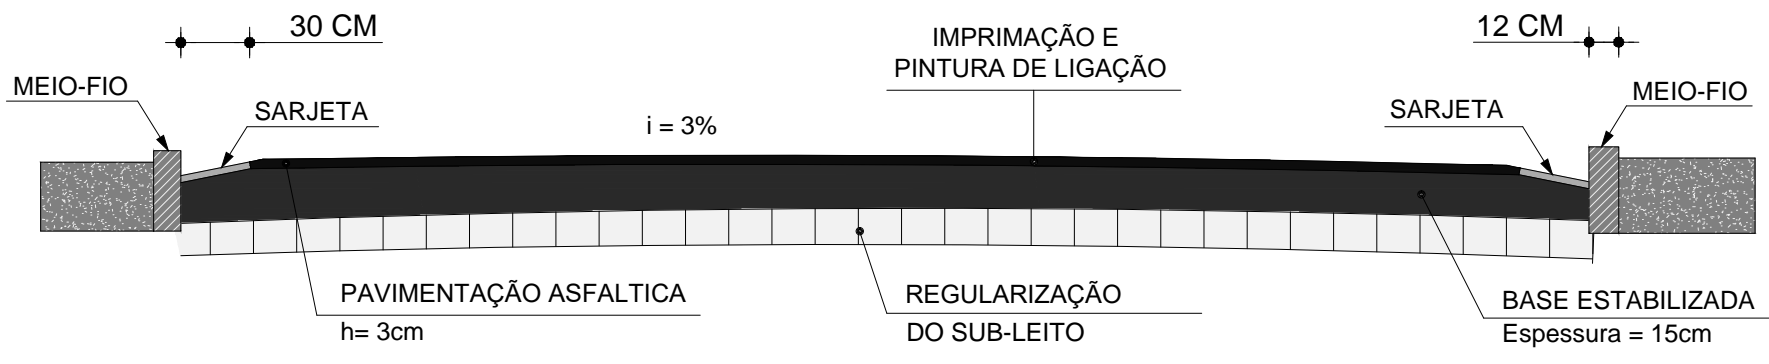 30 CM
12 CM
IMPRIMAÇÃO E
PINTURA DE LIGAÇÃO
MEIO-FIO
MEIO-FIO
SARJETA
SARJETA
i = 3%
PAVIMENTAÇÃO ASFALTICA
h= 3cm
REGULARIZAÇÃO
DO SUB-LEITO
BASE ESTABILIZADA
Espessura = 15cm